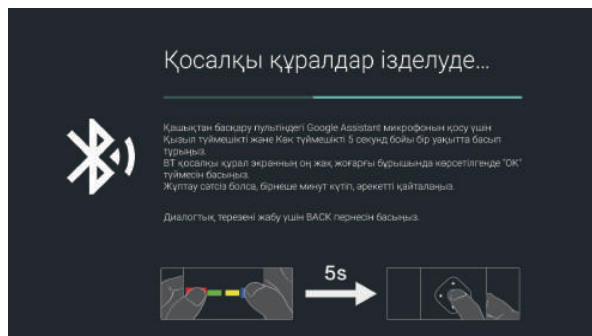 Қосалқы құралдар ізделуде...
Қашықтан басқару пультіндегі Google Assistant микрофонын қосу үшін
Қызыл түймешікті және Көк түймешікті 5 секунд бойы бір уақытта басып
тұрыңыз.
BT қосалқы құрал экранның оң жақ жоғарғы бұрышында көрсетілгенде "OK"
түймесін басыңыз.
Жұптау сәтсіз болса, бірнеше минут күтіп, әрекетті қайталаңыз.
Диалогтық терезені жабу үшін BACK пернесін басыңыз.
5s